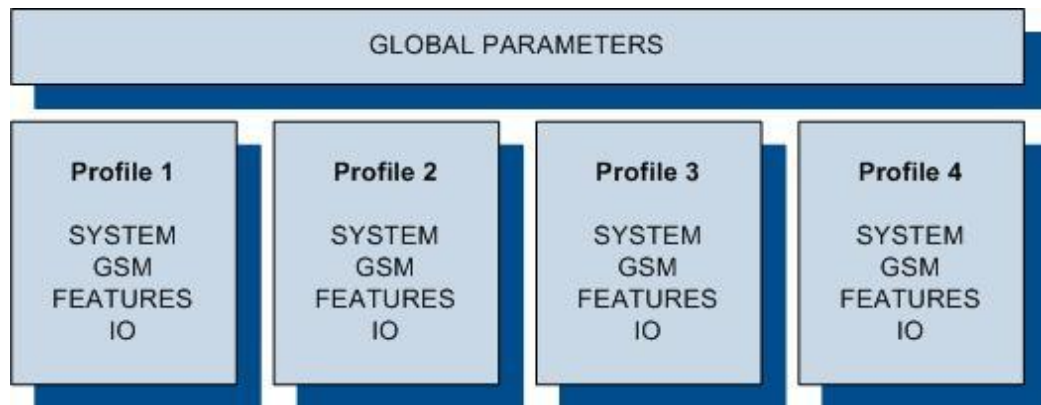 GLOBAL PARAMETERS
Profile 1
SYSTEM
GSM
FEATURES
IO
Profile 2
SYSTEM
GSM
FEATURES
IO
Profile 3
SYSTEM
GSM
FEATURES
IO
Profile 4
SYSTEM
GSM
FEATURES
IO